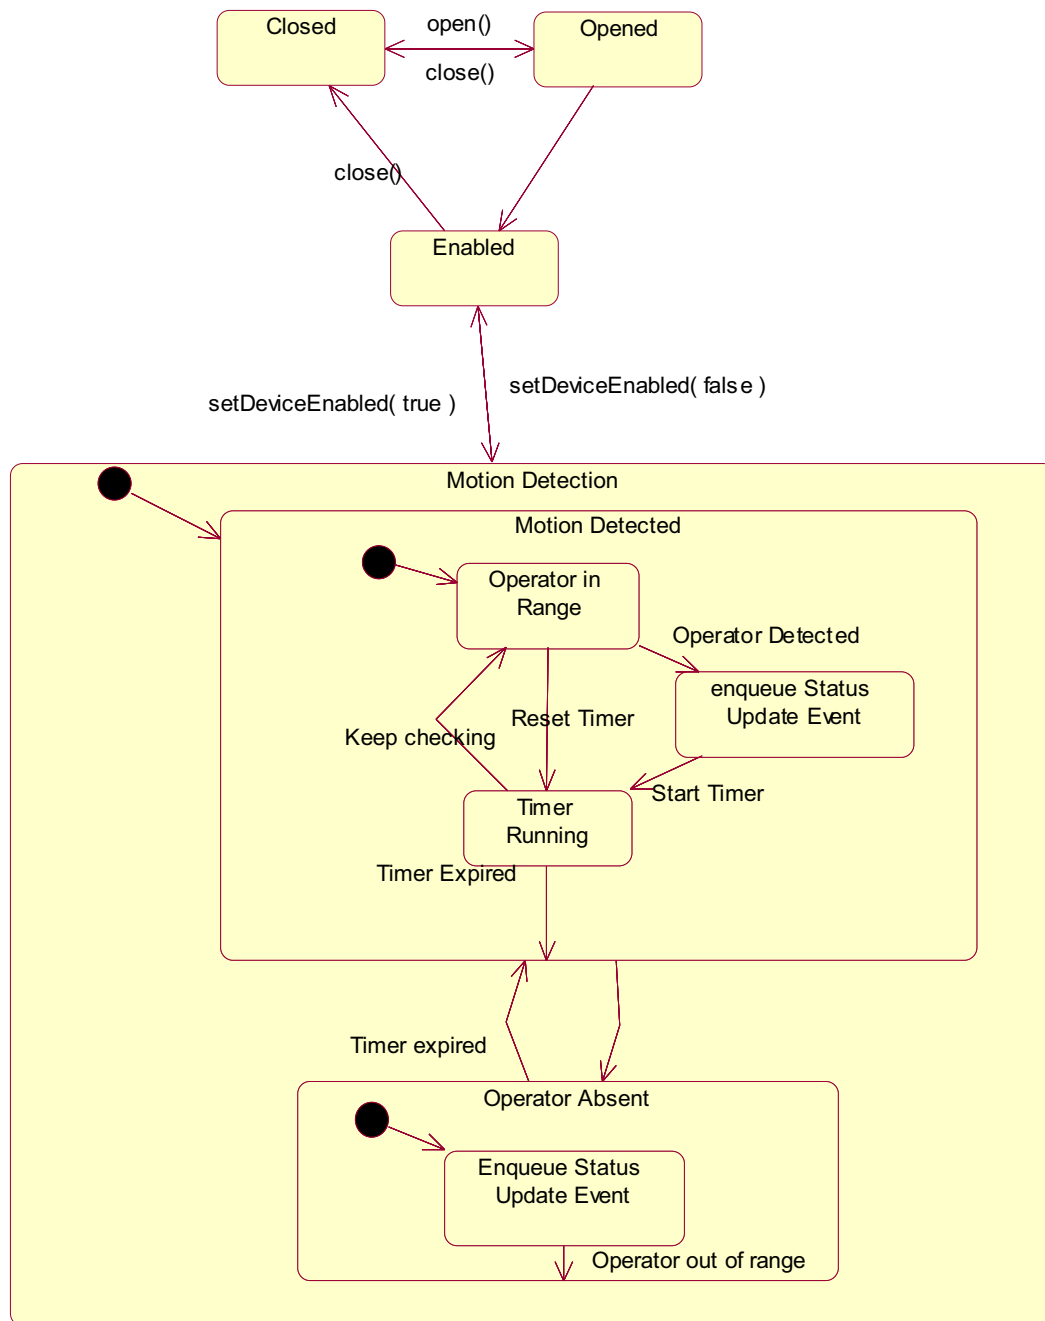 Closed
open()
Opened
close()
close()
Enabled
setDeviceEnabled( false )
setDeviceEnabled( true )
Motion Detection
Motion Detected
Operator in
Range
Operator Detected
enqueue Status
Update Event
Reset Timer
Keep checking
Start Timer
Timer
Running
Timer Expired
Timer expired
Operator Absent
Enqueue Status
Update Event
Operator out of range